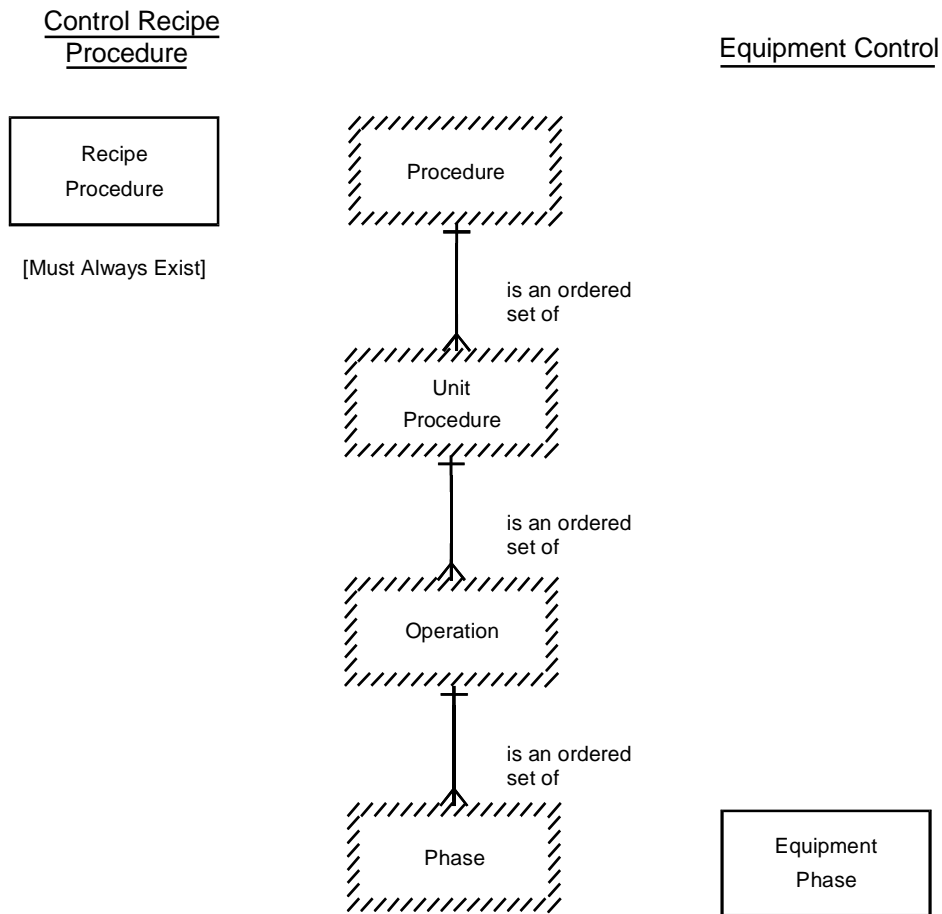 Control Recipe
Procedure
Equipment Control
Recipe
Procedure
[Must Always Exist]
Procedure
is an ordered
set of
Unit
Procedure
is an ordered
set of
Operation
is an ordered
set of
Phase
Equipment
Phase